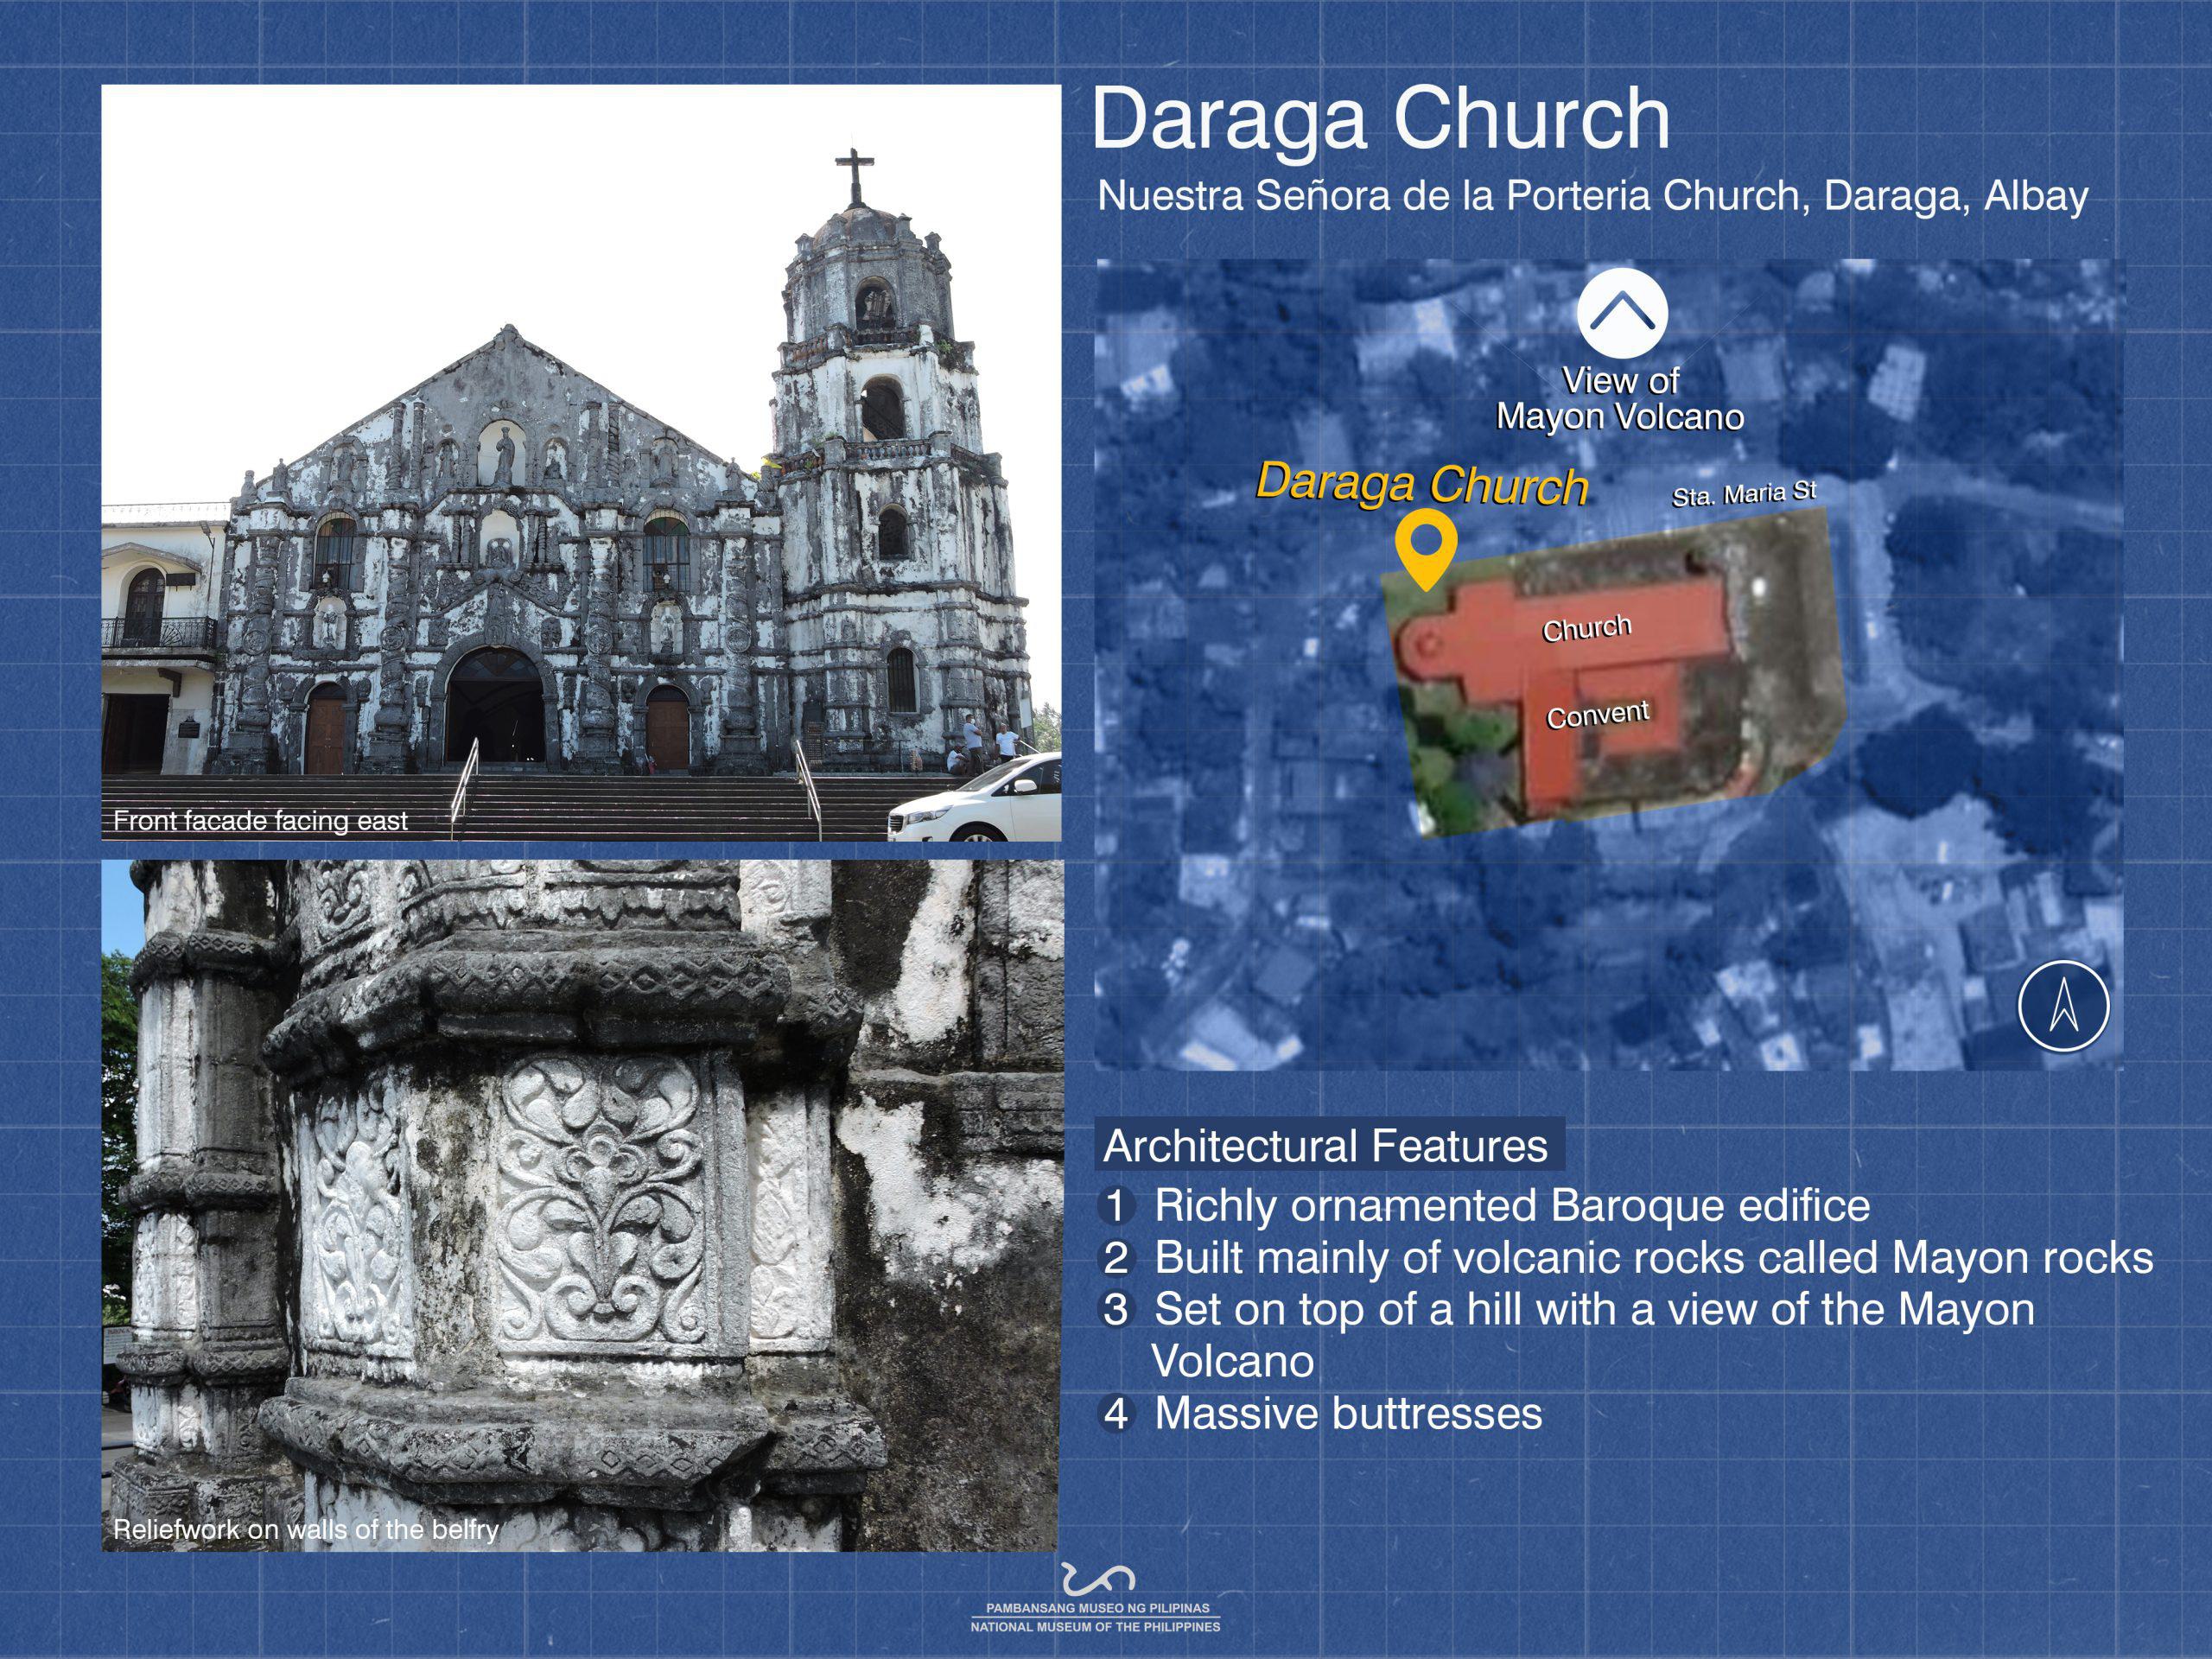 Daraga Church
Nuestra Señora de la Porteria Church, Daraga, Albay
Front facade facing east
View of
Mayon Volcano
Daraga Church
Sta. Maria St
Church
Convent
Reliefwork on walls of the belfry
Architectural Features
1 Richly ornamented Baroque edifice
2 Built mainly of volcanic rocks called Mayon rocks
3 Set on top of a hill with a view of the Mayon
Volcano
4 Massive buttresses
PAMBANSANG MUSEO NG PILIPINAS
NATIONAL MUSEUM OF THE PHILIPPINES